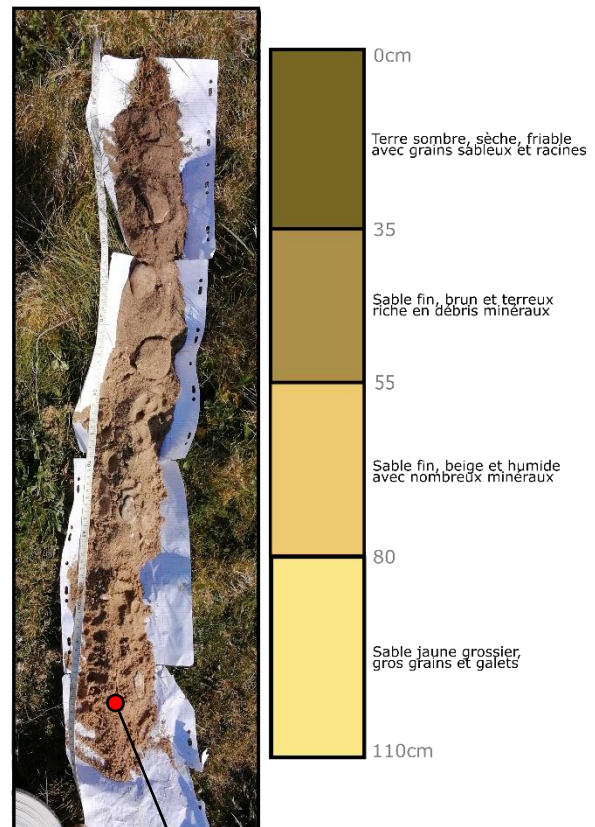 0cm
Terre sombre, sèche, friable
avec grains sableux et racines
35
Sable fin, brun et terreux
riche en débris minéraux
55
Sable fin, beige et humide
avec nombreux minéraux
80
Sable jaune grossier,
gros grains et galets
110cm